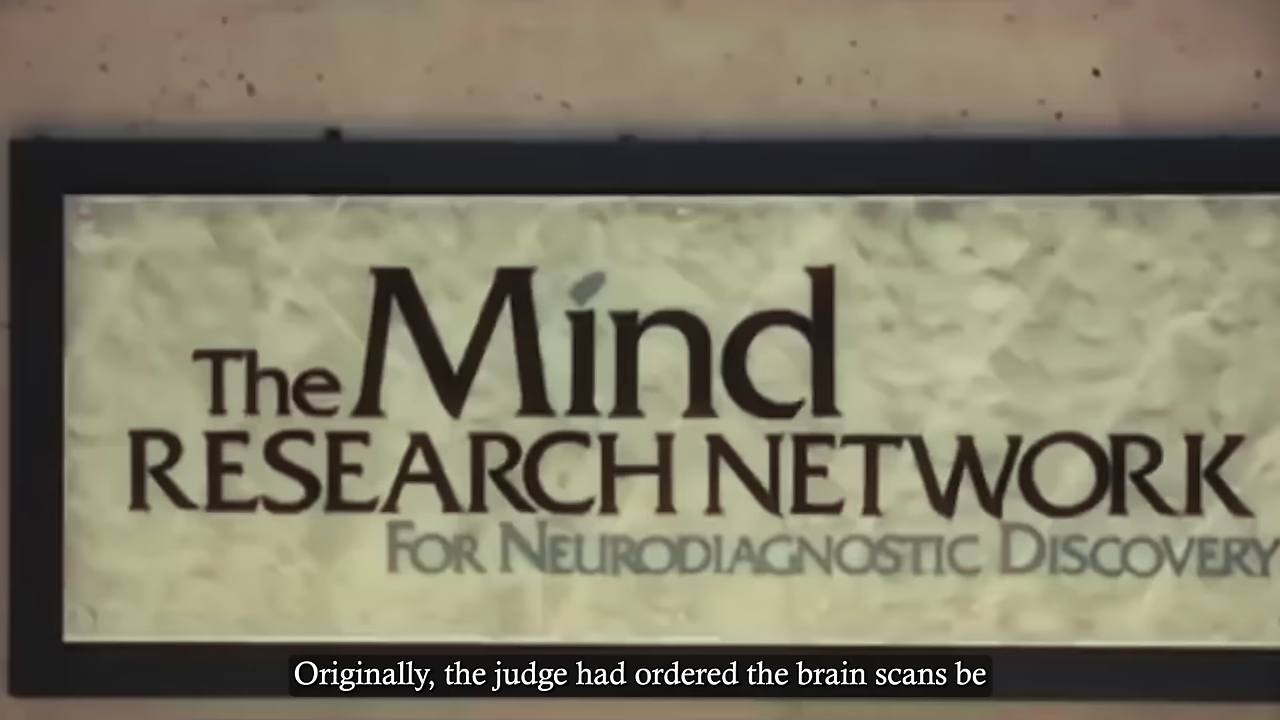 The Mind
RESEARCH NETWORK
FOR NEURODIAGNOSTIC DISCOVERY
Originally, the judge had ordered the brain scans be